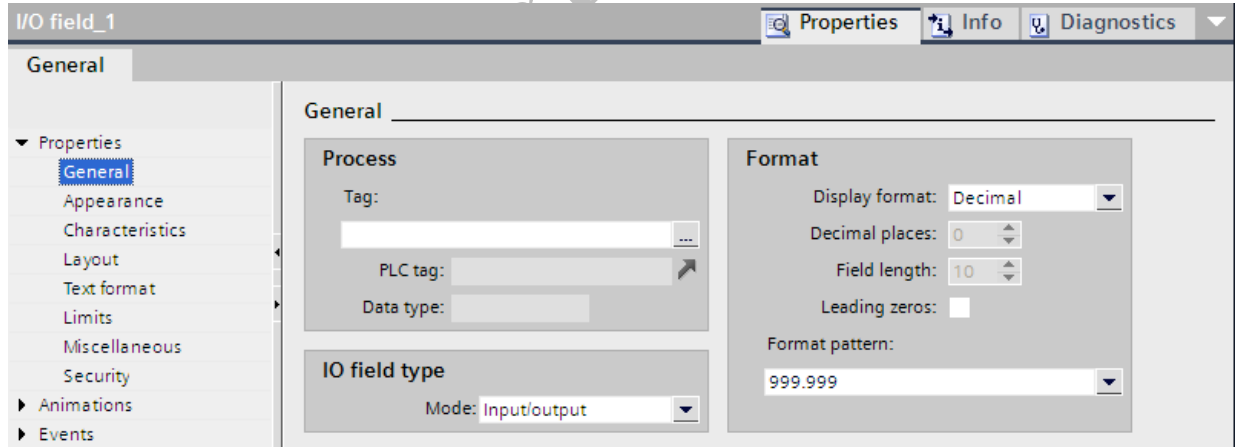 I/O field_1
Properties
Info
Diagnostics
General
General
Properties
General
Appearance
Characteristics
Layout
Text format
Limits
Miscellaneous
Security
Animations
Events
Process
Tag:
...
PLC tag:
Data type:
IO field type
Mode: Input/output
Format
Display format: Decimal
Decimal places: 0
Field length: 10
Leading zeros:
Format pattern:
999.999